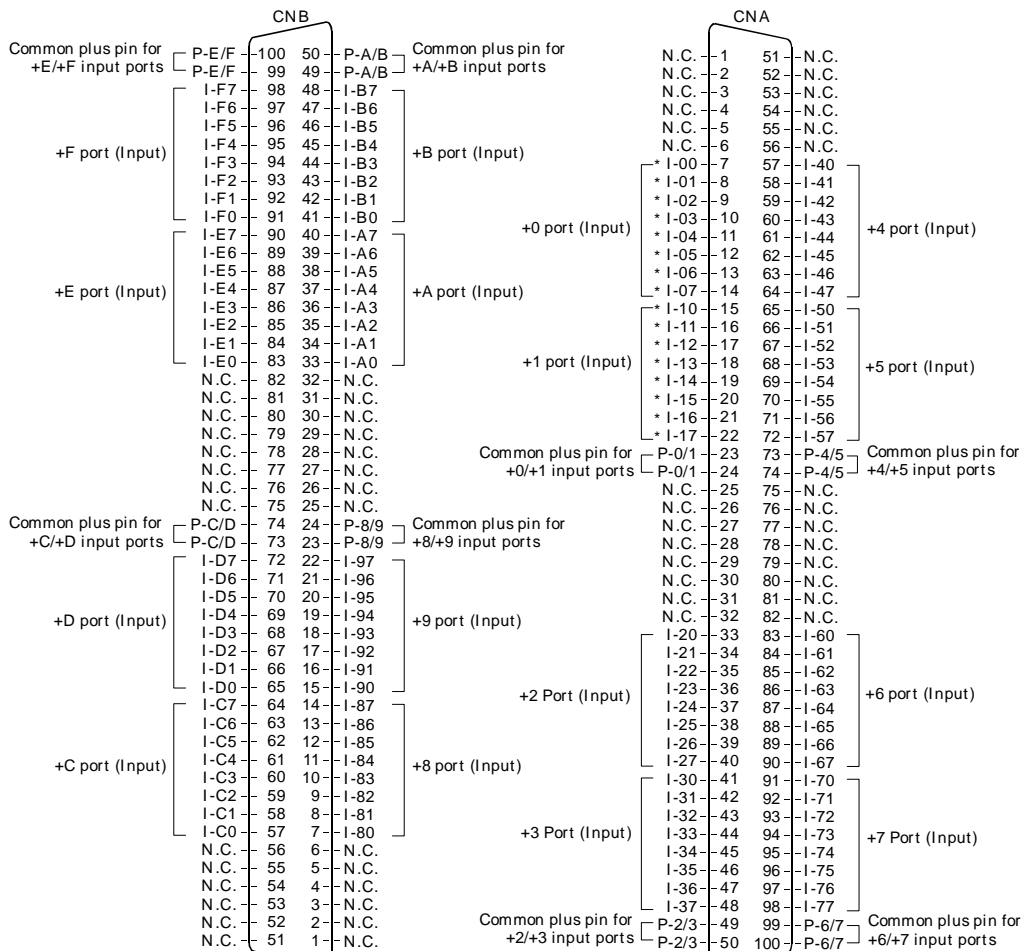 CNB
Common plus pin for
+E/+F input ports
P-E/F 100 50 P-A/B
Common plus pin for
+A/+B input ports
P-E/F 99 49 P-A/B
I-F7 98 48 I-B7
I-F6 97 47 I-B6
I-F5 96 46 I-B5
I-F4 95 45 I-B4
+F port (Input)
+B port (Input)
I-F3 94 44 I-B3
I-F2 93 43 I-B2
I-F1 92 42 I-B1
I-F0 91 41 I-B0
I-E7 90 40 I-A7
I-E6 89 39 I-A6
I-E5 88 38 I-A5
I-E4 87 37 I-A4
+E port (Input)
+A port (Input)
I-E3 86 36 I-A3
I-E2 85 35 I-A2
I-E1 84 34 I-A1
I-E0 83 33 I-A0
N.C. 82 32 N.C.
N.C. 81 31 N.C.
N.C. 80 30 N.C.
N.C. 79 29 N.C.
N.C. 78 28 N.C.
N.C. 77 27 N.C.
N.C. 76 26 N.C.
N.C. 75 25 N.C.
Common plus pin for
+C/+D input ports
P-C/D 74 24 P-8/9
Common plus pin for
+8/+9 input ports
P-C/D 73 23 P-8/9
I-D7 72 22 I-97
I-D6 71 21 I-96
I-D5 70 20 I-95
I-D4 69 19 I-94
+D port (Input)
+9 port (Input)
I-D3 68 18 I-93
I-D2 67 17 I-92
I-D1 66 16 I-91
I-D0 65 15 I-90
I-C7 64 14 I-87
I-C6 63 13 I-86
I-C5 62 12 I-85
I-C4 61 11 I-84
+C port (Input)
+8 port (Input)
I-C3 60 10 I-83
I-C2 59 9 I-82
I-C1 58 8 I-81
I-C0 57 7 I-80
N.C. 56 6 N.C.
N.C. 55 5 N.C.
N.C. 54 4 N.C.
N.C. 53 3 N.C.
N.C. 52 2 N.C.
N.C. 51 1 N.C.
CNA
N.C. 1 51 N.C.
N.C. 2 52 N.C.
N.C. 3 53 N.C.
N.C. 4 54 N.C.
N.C. 5 55 N.C.
N.C. 6 56 N.C.
* I-00 7 57 I-40
* I-01 8 58 I-41
* I-02 9 59 I-42
* I-03 10 60 I-43
+0 port (Input)
+4 port (Input)
* I-04 11 61 I-44
* I-05 12 62 I-45
* I-06 13 63 I-46
* I-07 14 64 I-47
* I-10 15 65 I-50
* I-11 16 66 I-51
* I-12 17 67 I-52
* I-13 18 68 I-53
+1 port (Input)
+5 port (Input)
* I-14 19 69 I-54
* I-15 20 70 I-55
* I-16 21 71 I-56
* I-17 22 72 I-57
Common plus pin for
+0/+1 input ports
P-0/1 23 73 P-4/5
Common plus pin for
+4/+5 input ports
P-0/1 24 74 P-4/5
N.C. 25 75 N.C.
N.C. 26 76 N.C.
N.C. 27 77 N.C.
N.C. 28 78 N.C.
N.C. 29 79 N.C.
N.C. 30 80 N.C.
N.C. 31 81 N.C.
N.C. 32 82 N.C.
I-20 33 83 I-60
I-21 34 84 I-61
I-22 35 85 I-62
I-23 36 86 I-63
+2 Port (Input)
+6 port (Input)
I-24 37 87 I-64
I-25 38 88 I-65
I-26 39 89 I-66
I-27 40 90 I-67
I-30 41 91 I-70
I-31 42 92 I-71
I-32 43 93 I-72
I-33 44 94 I-73
+3 Port (Input)
+7 Port (Input)
I-34 45 95 I-74
I-35 46 96 I-75
I-36 47 97 I-76
I-37 48 98 I-77
Common plus pin for
+2/+3 input ports
P-2/3 49 99 P-6/7
Common plus pin for
+6/+7 input ports
P-2/3 50 100 P-6/7